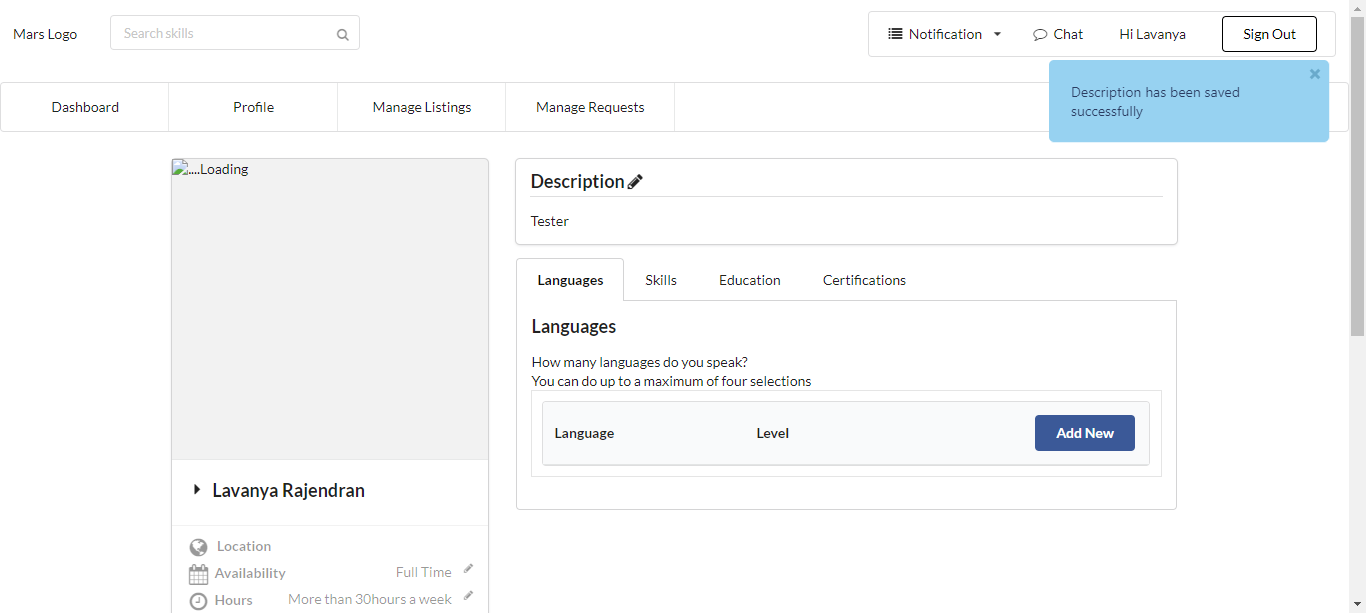 Mars Logo
Search skills
Notification
Chat
Hi Lavanya
Sign Out
Description has been saved
successfully
Dashboard
Profile
Manage Listings
Manage Requests
....Loading
Lavanya Rajendran
Location
Availability
Full Time
Hours
More than 30hours a week
Description
Tester
Languages
Skills
Education
Certifications
Languages
How many languages do you speak?
You can do up to a maximum of four selections
Language
Level
Add New